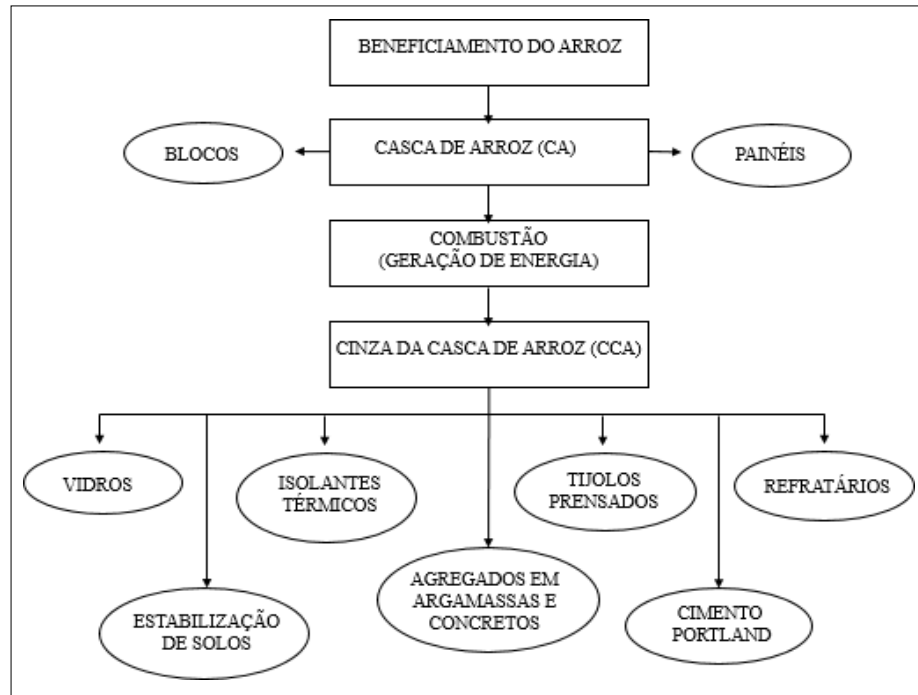 BENEFICIAMENTO DO ARROZ
BLOCOS
CASCA DE ARROZ (CA)
PAINÉIS
COMBUSTÃO
(GERAÇÃO DE ENERGIA)
CINZA DA CASCA DE ARROZ (CCA)
VIDROS
ISOLANTES
TÉRMICOS
TIJOLOS
PRENSADOS
REFRATÁRIOS
ESTABILIZAÇÃO
DE SOLOS
AGREGADOS EM
ARGAMASSAS E
CONCRETOS
CIMENTO
PORTLAND